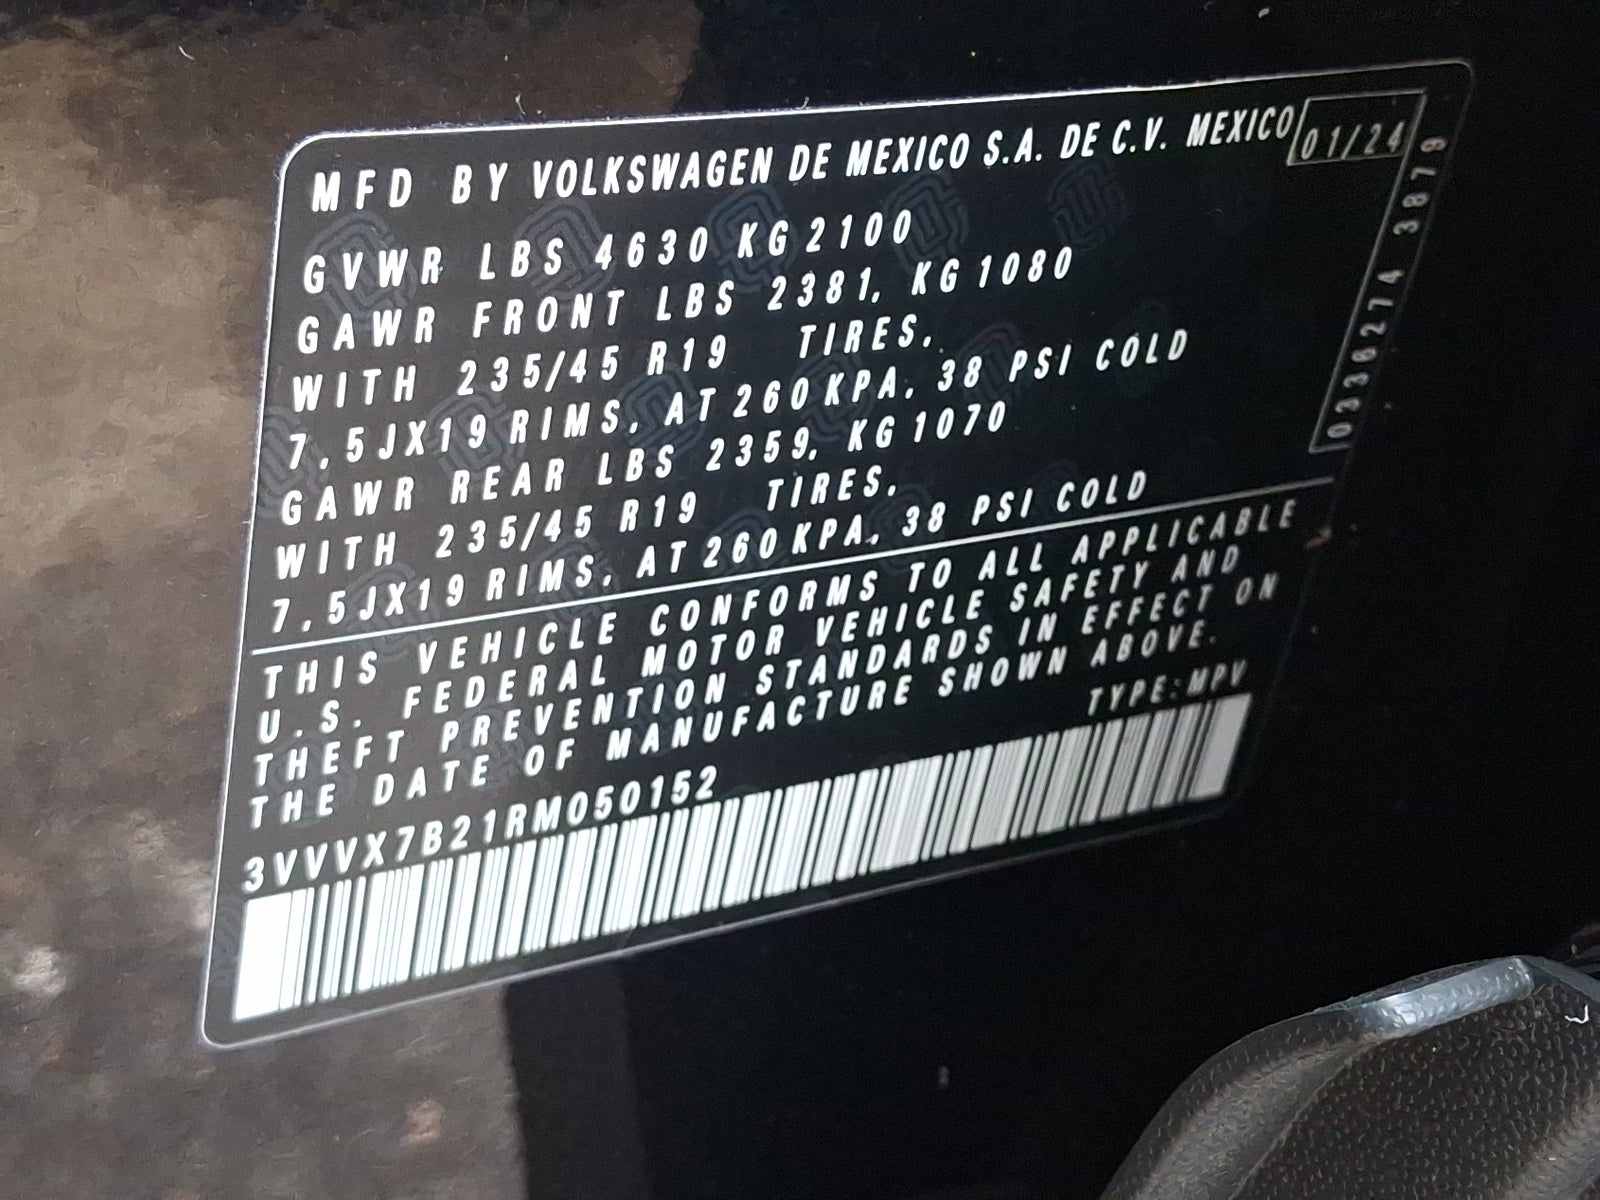 MFD BY VOLKSWAGEN DE MEXICO S.A. DE C.V. MEXICO 01/24
GVWR LBS 4630 KG 2100
GAWR FRONT LBS 2381, KG 1080
WITH 235/45 R19 TIRES,
7,5JX19 RIMS, AT 260 KPA, 38 PSI COLD
GAWR REAR LBS 2359, KG 1070
WITH 235/45 R19 TIRES,
7,5JX19 RIMS, AT 260 KPA, 38 PSI COLD
0336274 3879
THIS VEHICLE CONFORMS TO ALL APPLICABLE
U.S. FEDERAL MOTOR VEHICLE SAFETY AND
THEFT PREVENTION STANDARDS IN EFFECT ON
THE DATE OF MANUFACTURE SHOWN ABOVE.
TYPE:MPV
3VVVX7B21RM050152